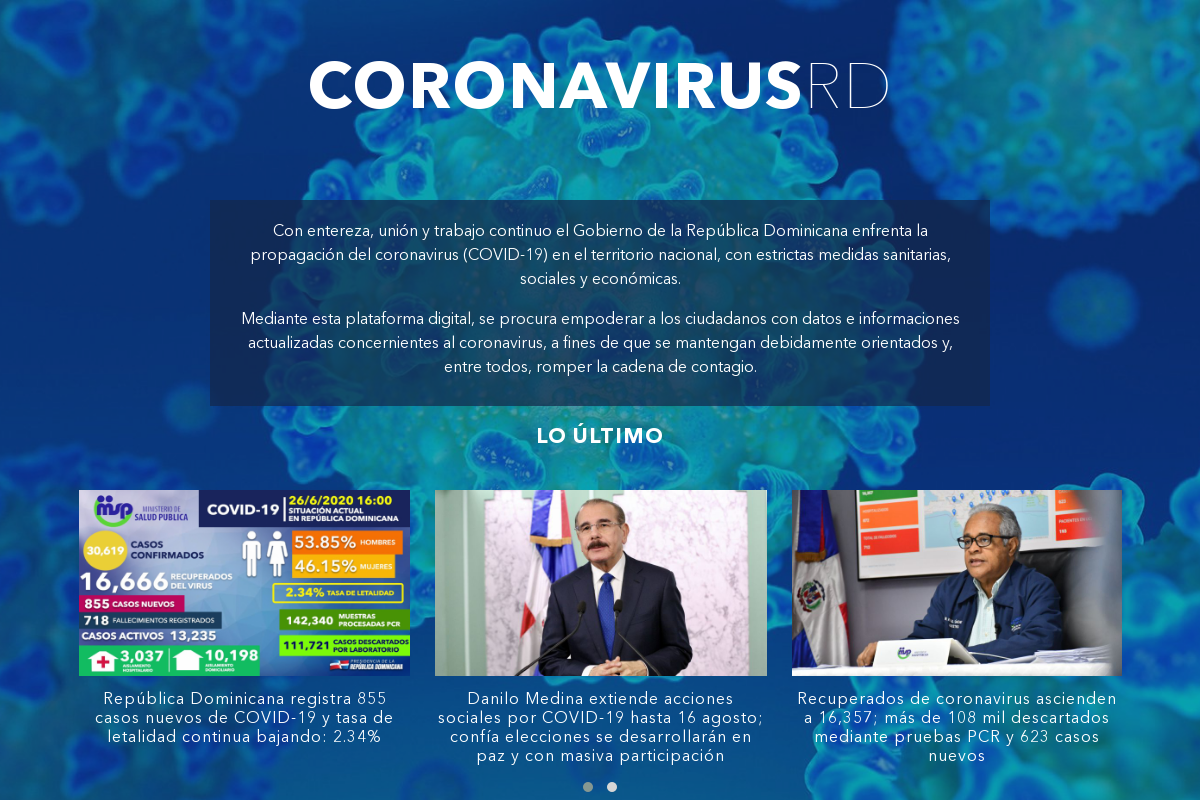 CORONAVIRUSRD
Con entereza, unión y trabajo continuo el Gobierno de la República Dominicana enfrenta la
propagación del coronavirus (COVID-19) en el territorio nacional, con estrictas medidas sanitarias,
sociales y económicas.
Mediante esta plataforma digital, se procura empoderar a los ciudadanos con datos e informaciones
actualizadas concernientes al coronavirus, a fines de que se mantengan debidamente orientados y,
entre todos, romper la cadena de contagio.
LO ÚLTIMO
msp
MINISTERIO DE
SALUD PUBLICA
COVID-19
26/6/2020 16:00
SITUACIÓN ACTUAL
EN REPÚBLICA DOMINICANA
30,619
CASOS
CONFIRMADOS
16,666
RECUPERADOS
DEL VIRUS
855 CASOS NUEVOS
718 FALLECIMIENTOS REGISTRADOS
CASOS ACTIVOS 13,235
3,037
AISLAMIENTO
HOSPITALARIO
10,198
AISLAMIENTO
DOMICILIARIO
53.85% HOMBRES
46.15% MUJERES
2.34% TASA DE LETALIDAD
142,340 MUESTRAS
PROCESADAS PCR
111,721 CASOS DESCARTADOS
POR LABORATORIO
PRESIDENCIA DE LA
REPÚBLICA DOMINICANA
msp
República Dominicana registra 855
casos nuevos de COVID-19 y tasa de
letalidad continua bajando: 2.34%
Danilo Medina extiende acciones
sociales por COVID-19 hasta 16 agosto;
confía elecciones se desarrollarán en
paz y con masiva participación
Recuperados de coronavirus ascienden
a 16,357; más de 108 mil descartados
mediante pruebas PCR y 623 casos
nuevos